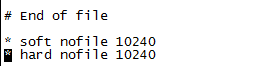 # End of file
* soft nofile 10240
* hard nofile 10240